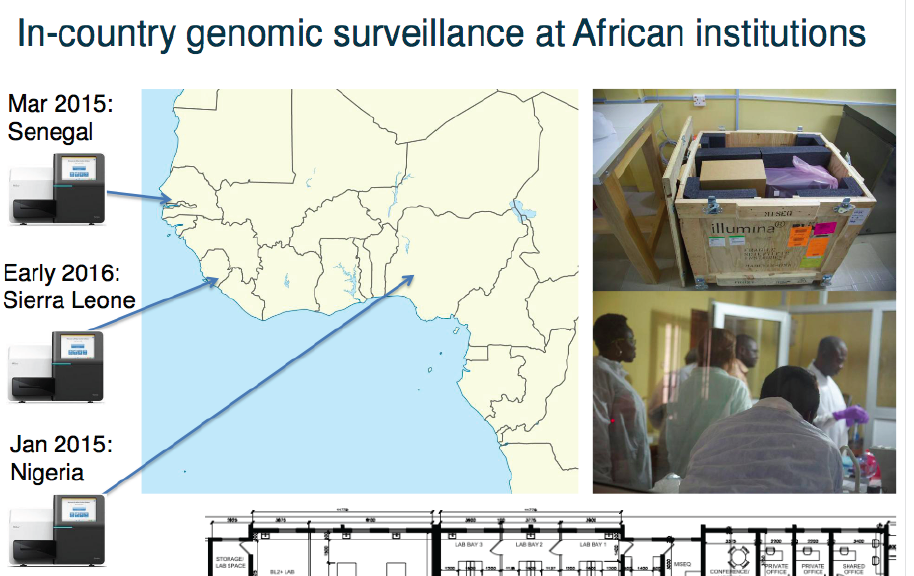 In-country genomic surveillance at African institutions
Mar 2015:
Senegal
Early 2016:
Sierra Leone
Jan 2015:
Nigeria
illumina
STORAGE/
LAB SPACE
BL2+ LAB
LAB BAY 3
LAB BAY 2
LAB BAY 1
MISEQ
CONFERENCE/
PRIVATE
OFFICE
PRIVATE
OFFICE
SHARED
OFFICE